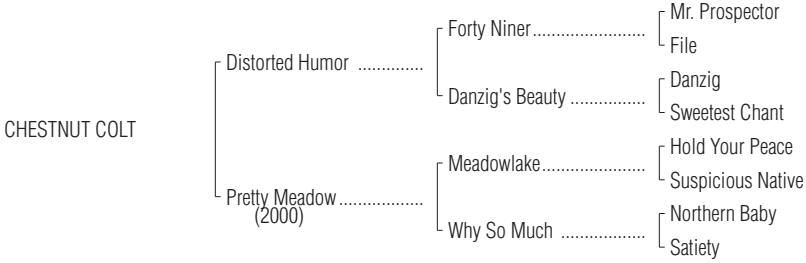 Mr. Prospector
Forty Niner........................
File
Distorted Humor ..............
Danzig
Danzig's Beauty ................
Sweetest Chant
CHESTNUT COLT
Hold Your Peace
Meadowlake......................
Suspicious Native
Pretty Meadow..................
(2000)
Northern Baby
Why So Much ..................
Satiety